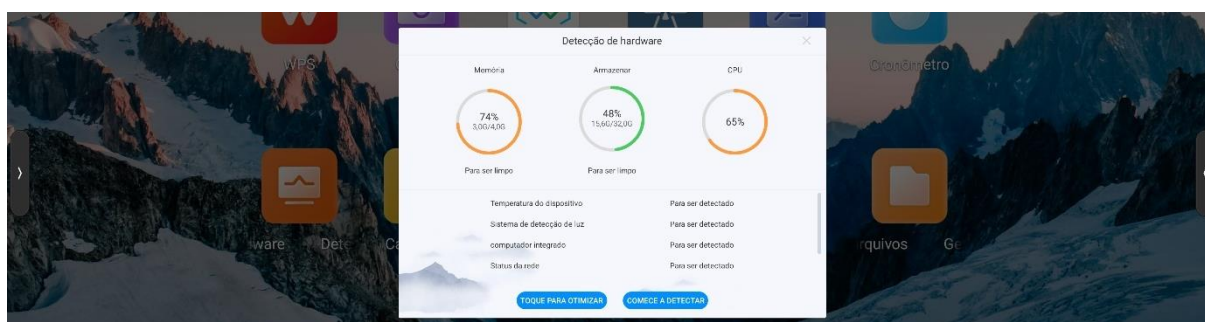 WPS
Cronômetro
Detecção de hardware
Memória
Armazenar
CPU
74%
3,0G/4,0G
48%
15,6G/32,0G
65%
Para ser limpo
Para ser limpo
Temperatura do dispositivo
Para ser detectado
Sistema de detecção de luz
Para ser detectado
computador integrado
Para ser detectado
Status da rede
Para ser detectado
TOQUE PARA OTIMIZAR
COMECE A DETECTAR
ware
Dete
Ca
rquivos
Ge